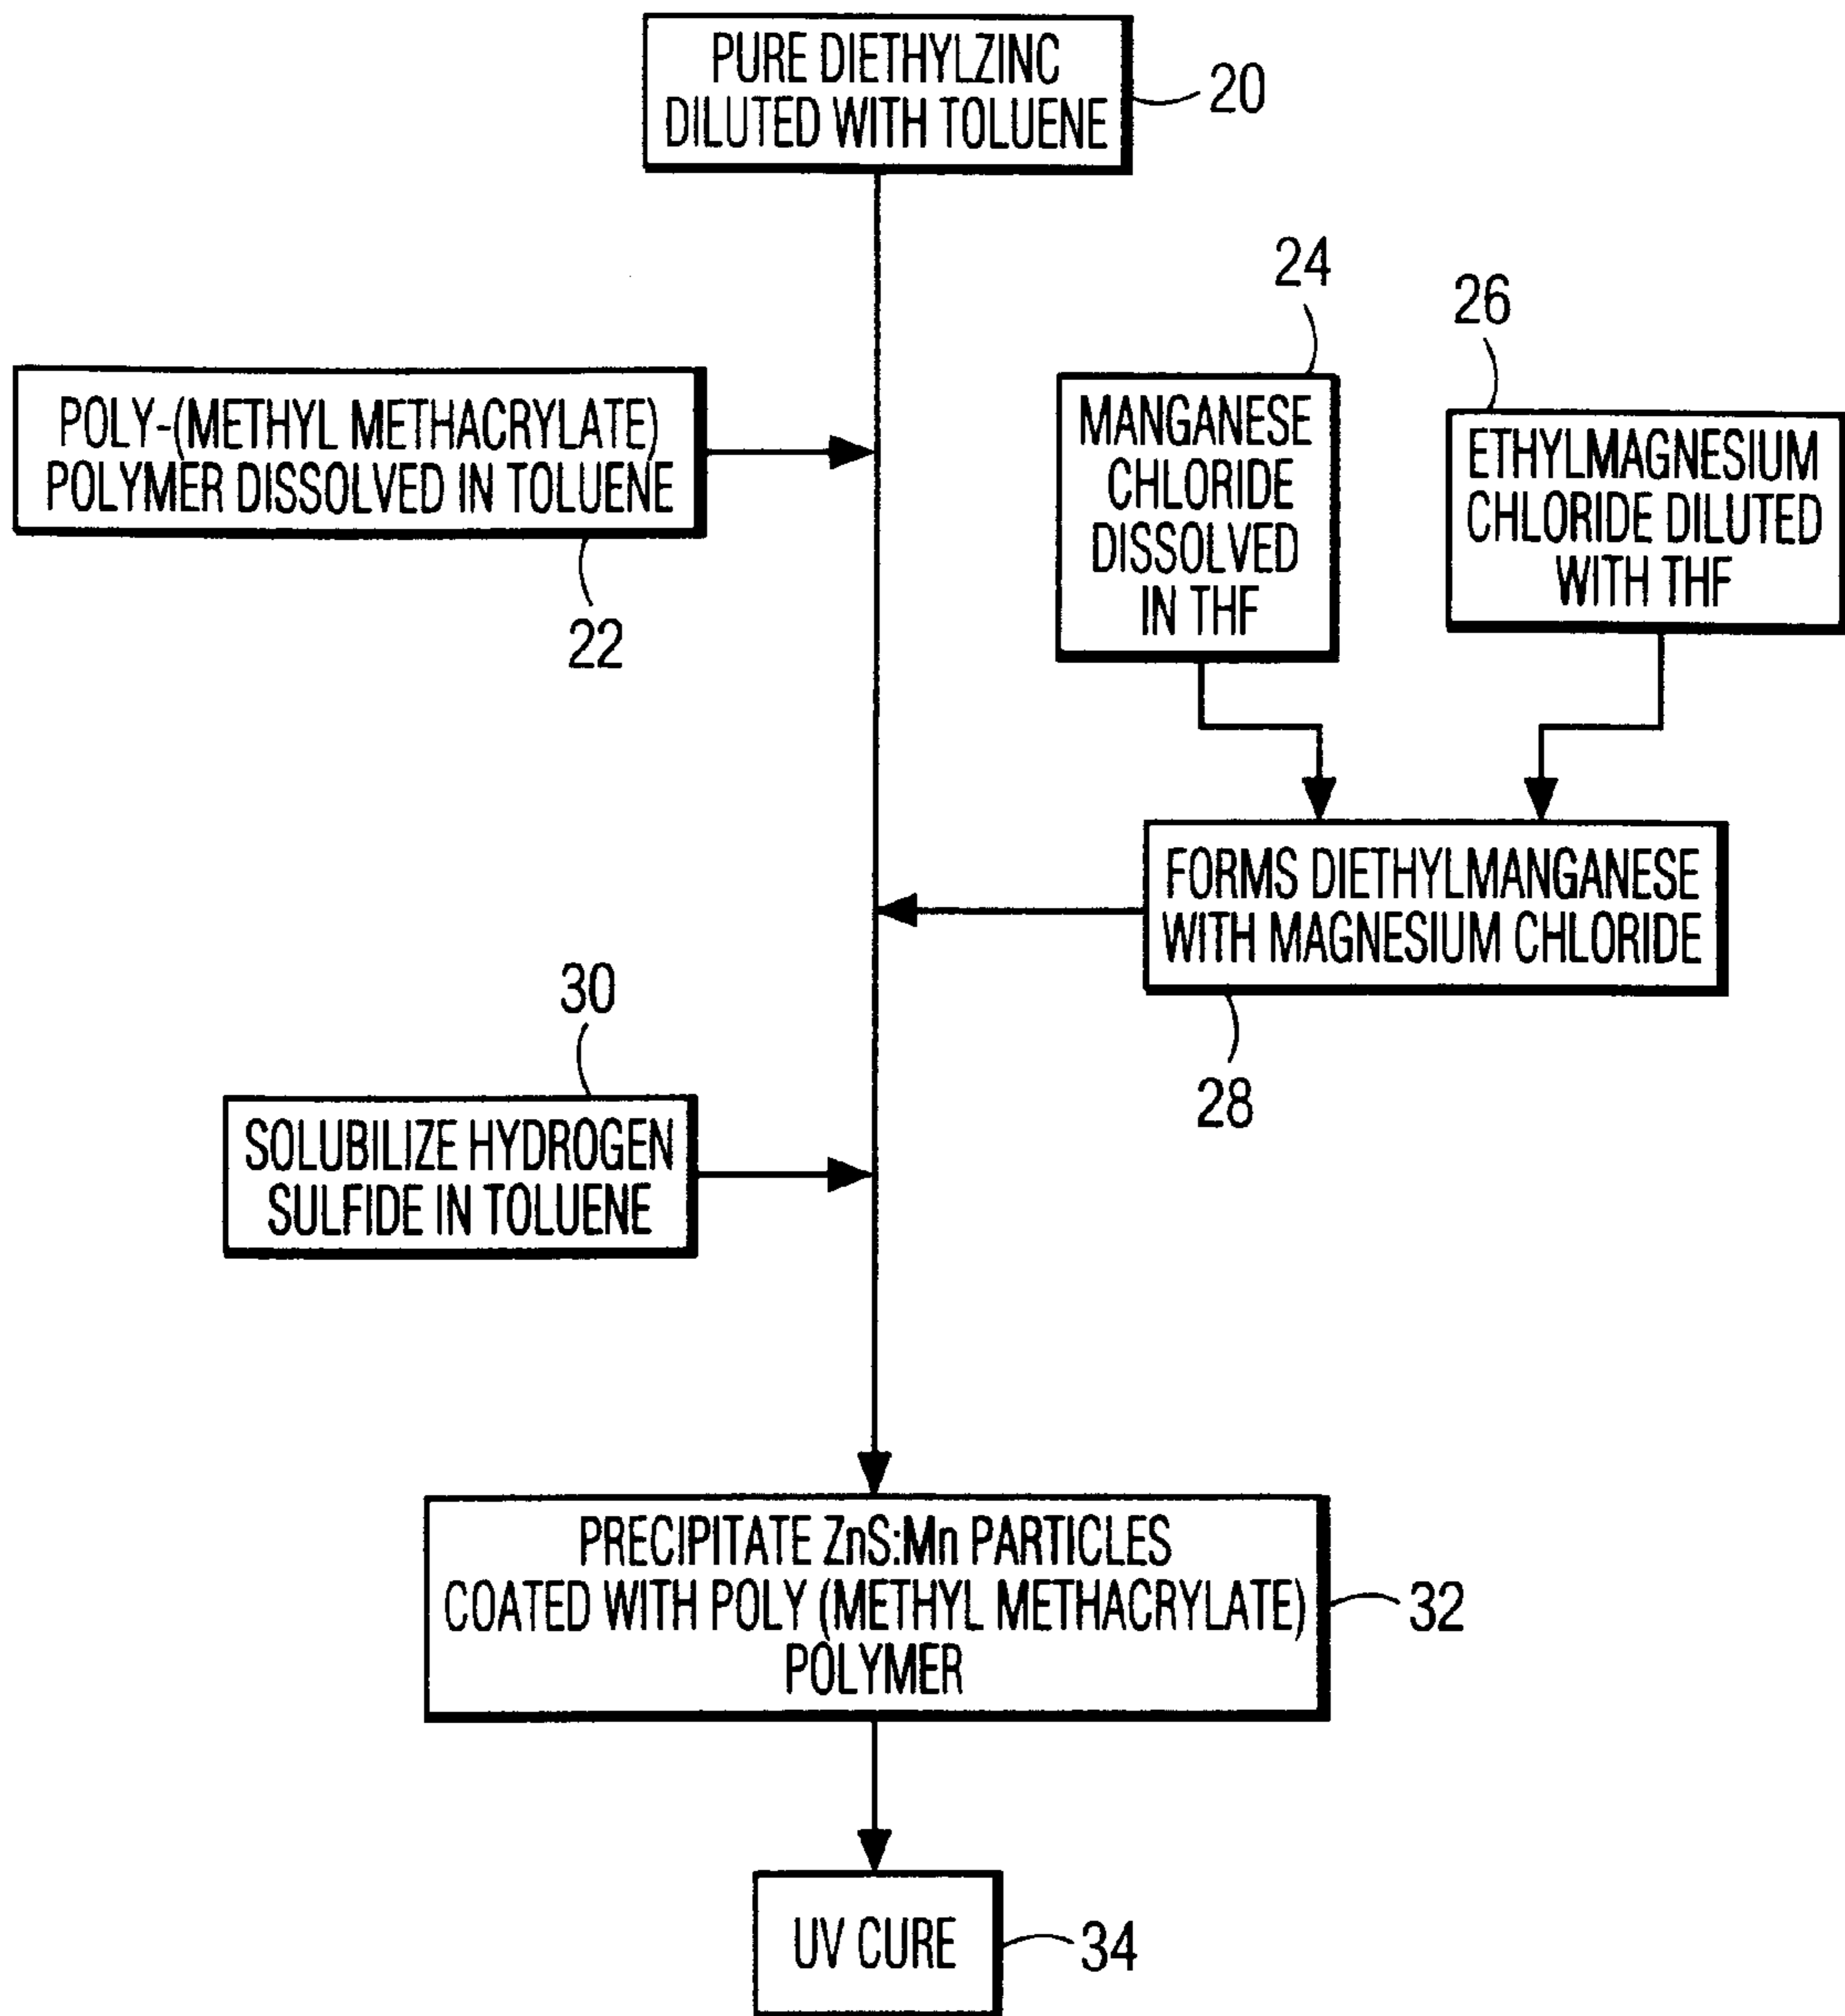 PURE DIETHYLZINC
DILUTED WITH TOLUENE
20
POLY-(METHYL METHACRYLATE)
POLYMER DISSOLVED IN TOLUENE
22
24
MANGANESE
CHLORIDE
DISSOLVED
IN THF
26
ETHYLMAGNESIUM
CHLORIDE DILUTED
WITH THF
FORMS DIETHYLMANGANESE
WITH MAGNESIUM CHLORIDE
28
30
SOLUBILIZE HYDROGEN
SULFIDE IN TOLUENE
PRECIPITATE ZnS:Mn PARTICLES
COATED WITH POLY (METHYL METHACRYLATE)
POLYMER
32
UV CURE
34